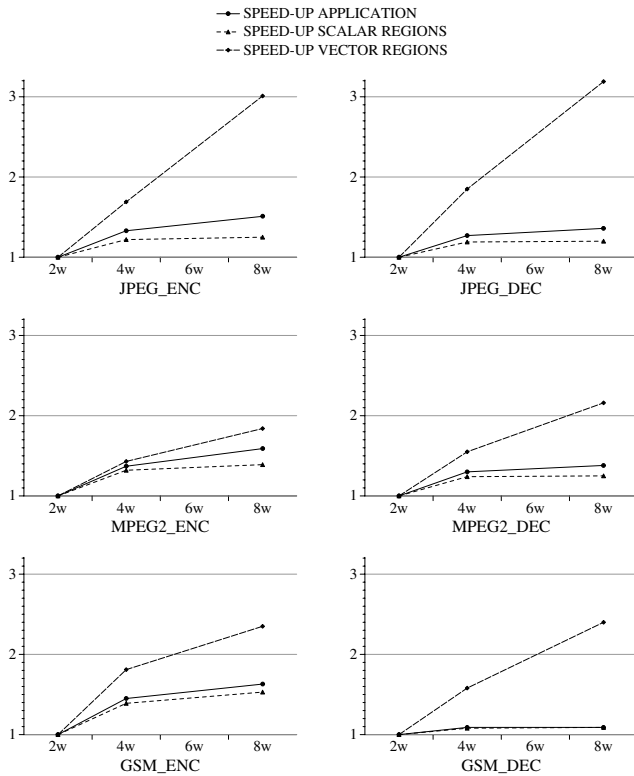 SPEED-UP APPLICATION
SPEED-UP SCALAR REGIONS
SPEED-UP VECTOR REGIONS
3
2
1
2w 4w 6w 8w
JPEG_ENC
3
2
1
2w 4w 6w 8w
JPEG_DEC
3
2
1
2w 4w 6w 8w
MPEG2_ENC
3
2
1
2w 4w 6w 8w
MPEG2_DEC
3
2
1
2w 4w 6w 8w
GSM_ENC
3
2
1
2w 4w 6w 8w
GSM_DEC